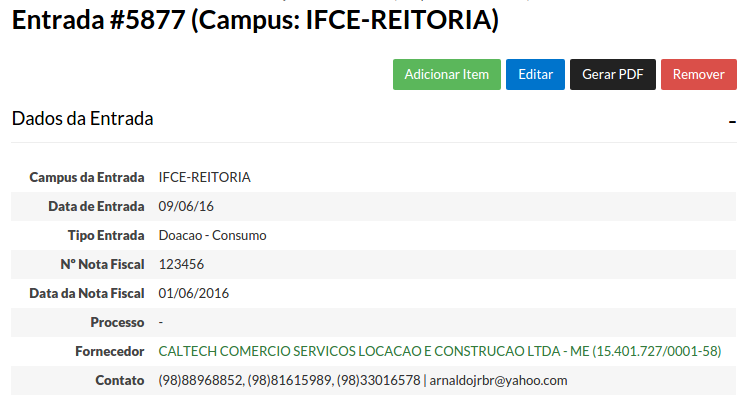 Entrada #5877 (Campus: IFCE-REITORIA)
Adicionar Item Editar Gerar PDF Remover
Dados da Entrada -
Campus da Entrada IFCE-REITORIA
Data de Entrada 09/06/16
Tipo Entrada Doacao - Consumo
Nº Nota Fiscal 123456
Data da Nota Fiscal 01/06/2016
Processo -
Fornecedor CALTECH COMERCIO SERVICOS LOCACAO E CONSTRUCAO LTDA - ME (15.401.727/0001-58)
Contato (98)88968852, (98)81615989, (98)33016578 | arnaldojrbr@yahoo.com